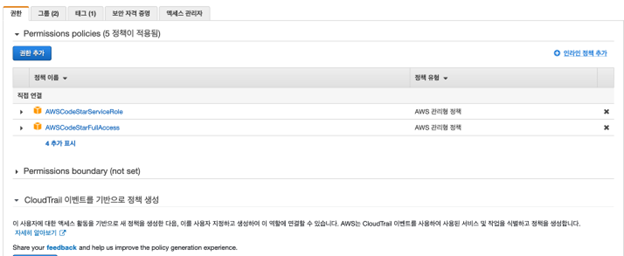 권한 그룹 (2) 태그 (1) 보안 자격 증명 액세스 관리자
Permissions policies (5 정책이 적용됨)
권한 추가 인라인 정책 추가
정책 이름 정책 유형
직접 연결
AWSCodeStarServiceRole AWS 관리형 정책
AWSCodeStarFullAccess AWS 관리형 정책
4 추가 표시
Permissions boundary (not set)
CloudTrail 이벤트를 기반으로 정책 생성
이 사용자에 대한 액세스 활동을 기반으로 새 정책을 생성한 다음, 이를 사용자 지정하고 생성하여 이 역할에 연결할 수 있습니다. AWS는 CloudTrail 이벤트를 사용하여 사용된 서비스 및 작업을 식별하고 정책을 생성합니다.
자세히 알아보기
Share your feedback and help us improve the policy generation experience.